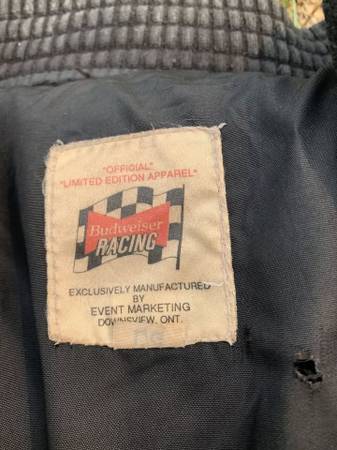 "OFFICIAL"
"LIMITED EDITION APPAREL"
Budweiser
RACING
EXCLUSIVELY MANUFACTURED
BY
EVENT MARKETING
DOWNSVIEW, ONT.